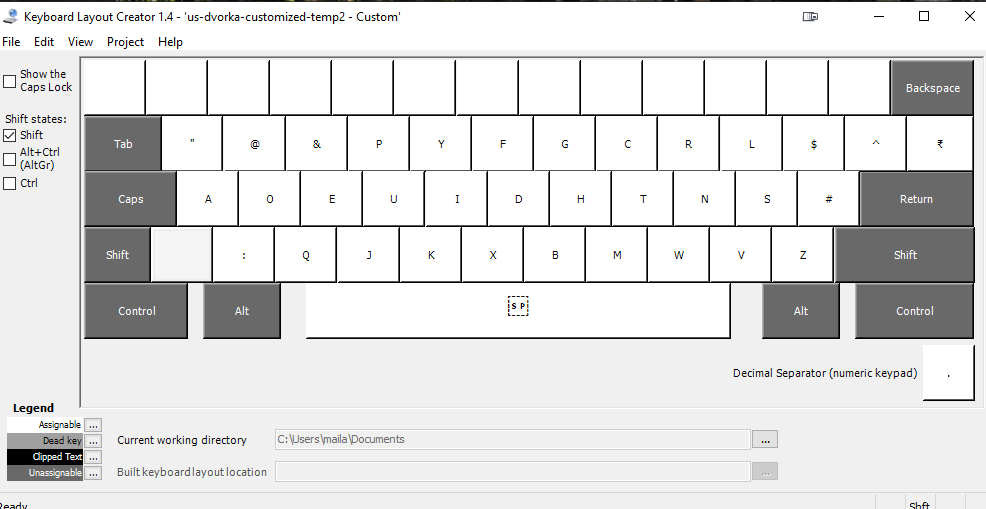 Keyboard Layout Creator 1.4 - 'us-dvorka-customized-temp2 - Custom'
File Edit View Project Help
Show the
Caps Lock
Shift states:
Shift
Alt+Ctrl
(AltGr)
Ctrl
Backspace
Tab " @ & P Y F G C R L $ ^ ₹
Caps A O E U I D H T N S # Return
Shift : Q J K X B M W V Z Shift
Control Alt SP Alt Control
Decimal Separator (numeric keypad) .
Legend
Assignable ...
Dead key ...
Clipped Text ...
Unassignable ...
Current working directory C:\Users\maila\Documents ...
Built keyboard layout location ...
Ready Shft